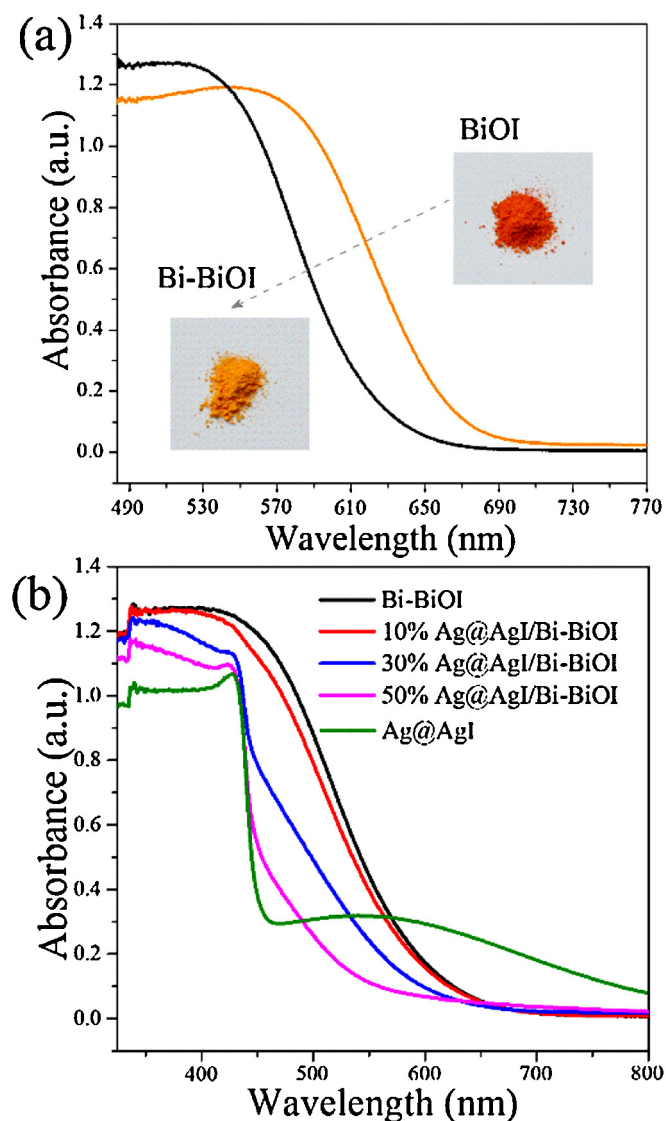 (a)
1.4
1.2
1.0
0.8
0.6
0.4
0.2
0.0
Absorbance (a.u.)
BiOI
Bi-BiOI
490 530 570 610 650 690 730 770
Wavelength (nm)
(b)
1.4
1.2
1.0
0.8
0.6
0.4
0.2
0.0
Absorbance (a.u.)
Bi-BiOI
10% Ag@AgI/Bi-BiOI
30% Ag@AgI/Bi-BiOI
50% Ag@AgI/Bi-BiOI
Ag@AgI
400 500 600 700 800
Wavelength (nm)